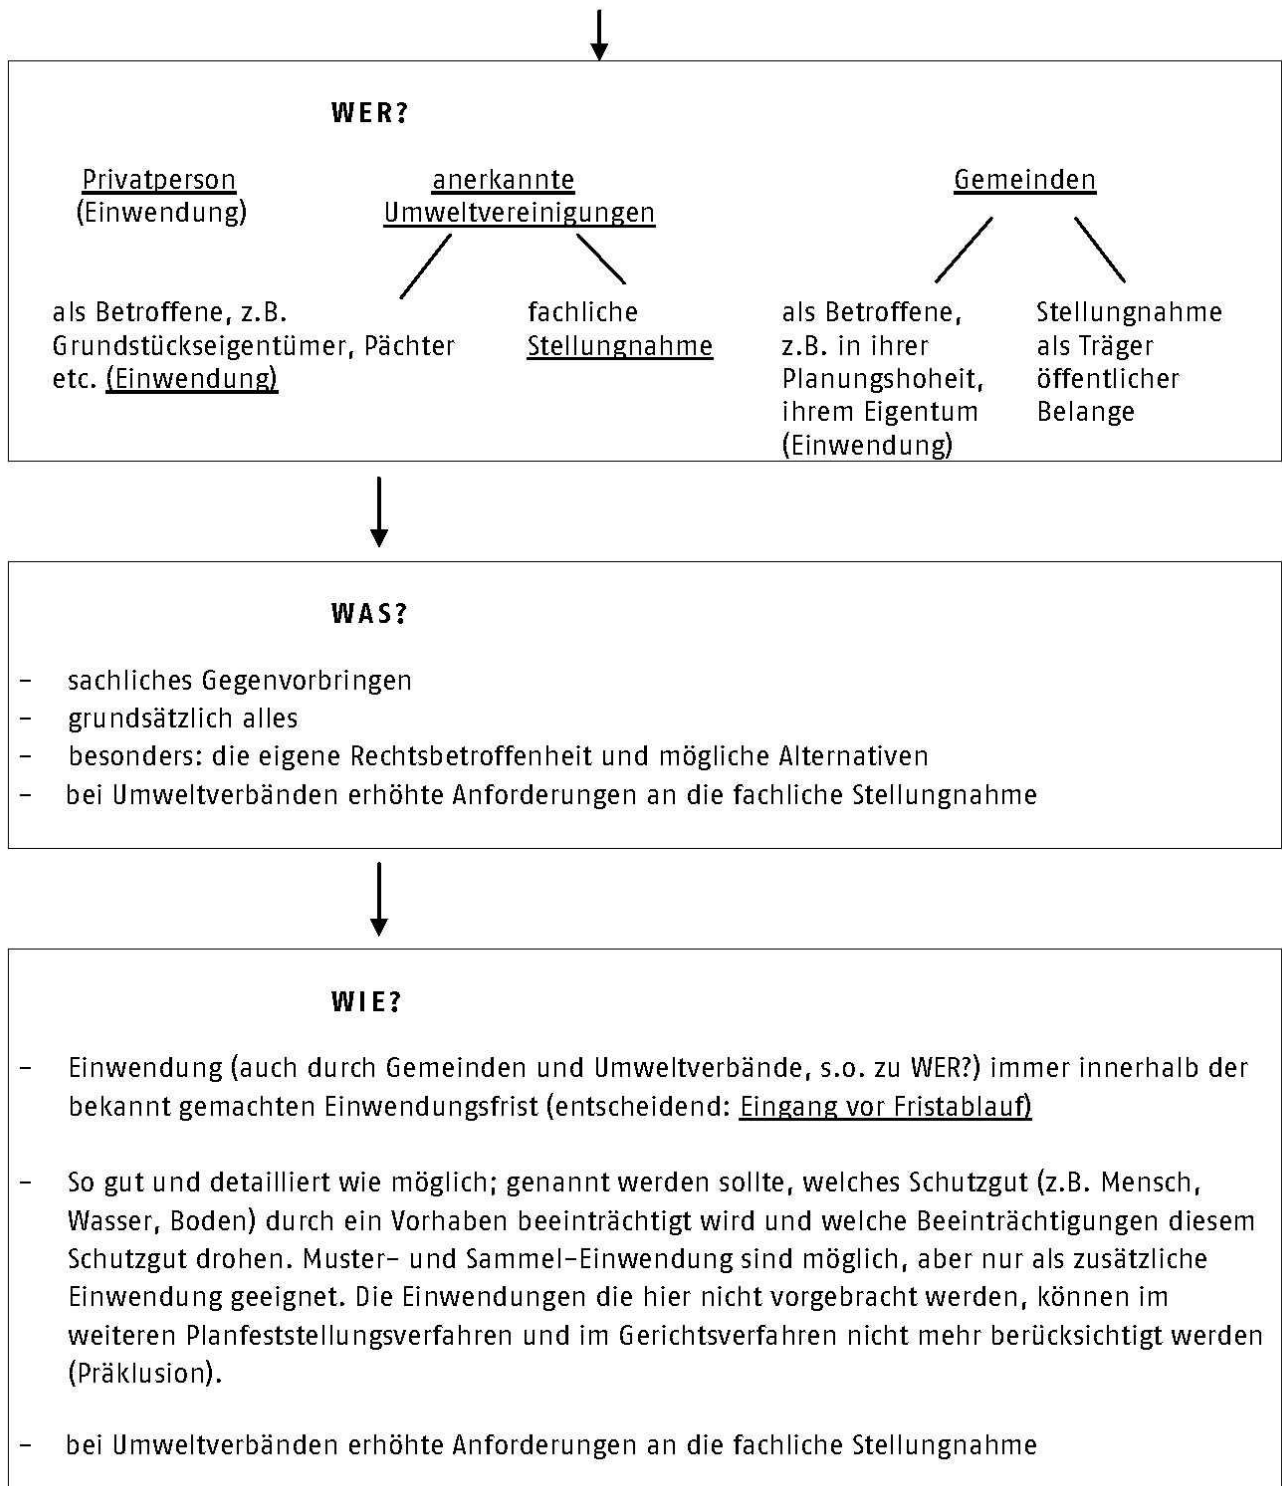 WER?
Privatperson
(Einwendung)
anerkannte
Umweltvereinigungen
Gemeinden
als Betroffene, z.B.
Grundstückseigentümer, Pächter
etc. (Einwendung)
fachliche
Stellungnahme
als Betroffene,
z.B. in ihrer
Planungshoheit,
ihrem Eigentum
(Einwendung)
Stellungnahme
als Träger
öffentlicher
Belange
WAS?
- sachliches Gegenvorbringen
- grundsätzlich alles
- besonders: die eigene Rechtsbetroffenheit und mögliche Alternativen
- bei Umweltverbänden erhöhte Anforderungen an die fachliche Stellungnahme
WIE?
- Einwendung (auch durch Gemeinden und Umweltverbände, s.o. zu WER?) immer innerhalb der
bekannt gemachten Einwendungsfrist (entscheidend: Eingang vor Fristablauf)
- So gut und detailliert wie möglich; genannt werden sollte, welches Schutzgut (z.B. Mensch,
Wasser, Boden) durch ein Vorhaben beeinträchtigt wird und welche Beeinträchtigungen diesem
Schutzgut drohen. Muster- und Sammel-Einwendung sind möglich, aber nur als zusätzliche
Einwendung geeignet. Die Einwendungen die hier nicht vorgebracht werden, können im
weiteren Planfeststellungsverfahren und im Gerichtsverfahren nicht mehr berücksichtigt werden
(Präklusion).
- bei Umweltverbänden erhöhte Anforderungen an die fachliche Stellungnahme